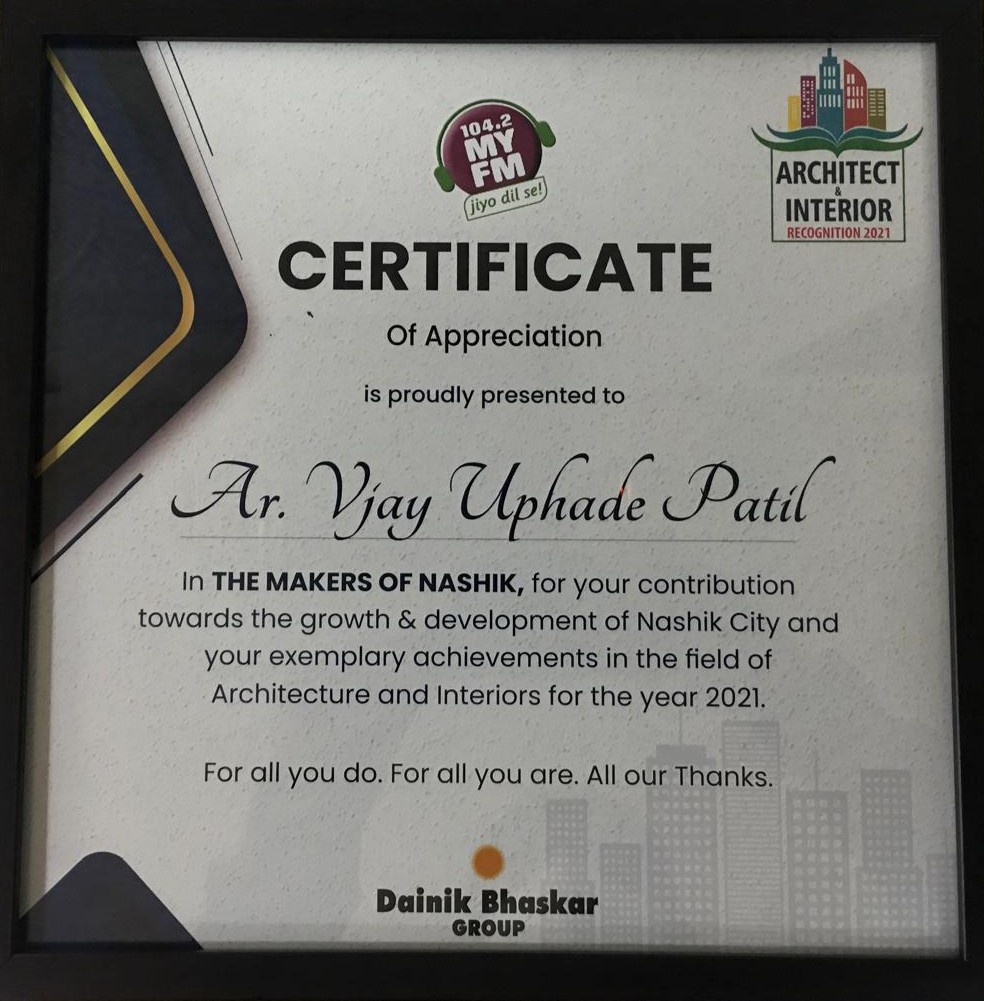 104.2
MY
FM
jiyo dil se!
ARCHITECT
&
INTERIOR
RECOGNITION 2021
CERTIFICATE
Of Appreciation
is proudly presented to
Ar. Vjay Uphade Patil
In THE MAKERS OF NASHIK, for your contribution
towards the growth & development of Nashik City and
your exemplary achievements in the field of
Architecture and Interiors for the year 2021.
For all you do. For all you are. All our Thanks.
Dainik Bhaskar
GROUP